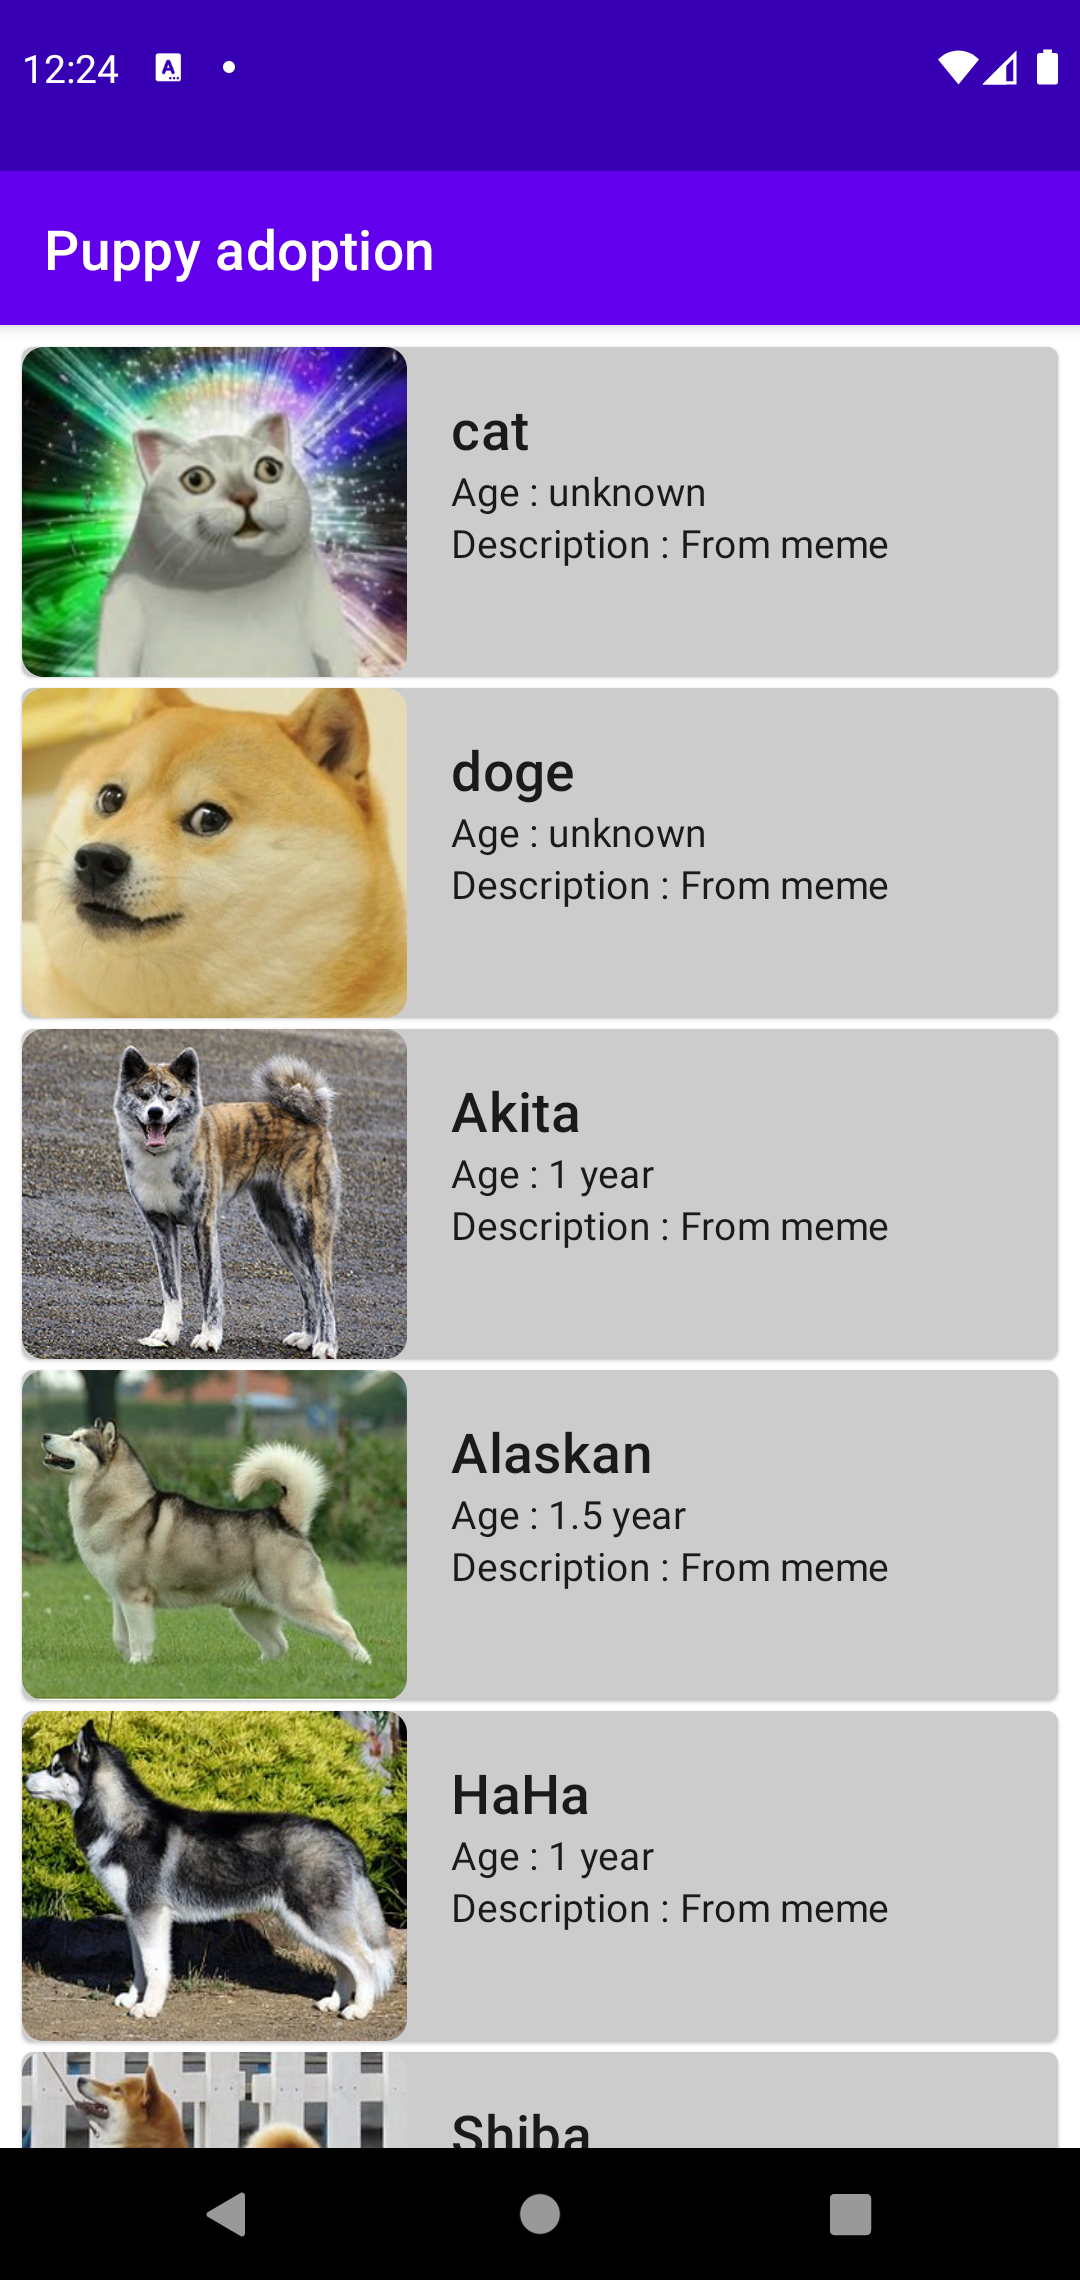 12:24
Puppy adoption
cat
Age : unknown
Description : From meme
doge
Age : unknown
Description : From meme
Akita
Age : 1 year
Description : From meme
Alaskan
Age : 1.5 year
Description : From meme
HaHa
Age : 1 year
Description : From meme
Shiba